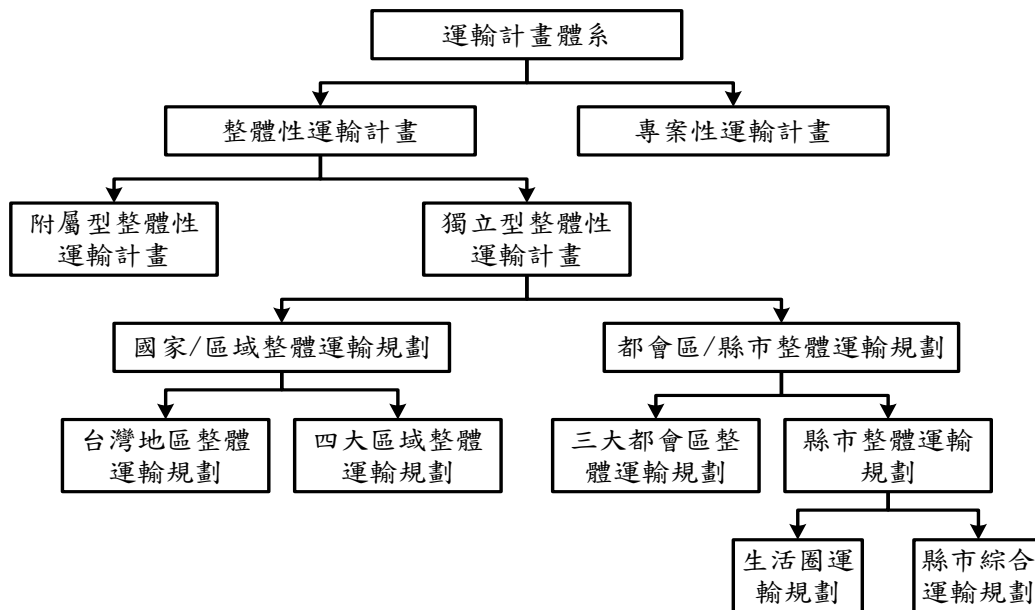 運輸計畫體系
整體性運輸計畫
專案性運輸計畫
附屬型整體性
運輸計畫
獨立型整體性
運輸計畫
國家/區域整體運輸規劃
都會區/縣市整體運輸規劃
台灣地區整體
運輸規劃
四大區域整體
運輸規劃
三大都會區整
體運輸規劃
縣市整體運輸
規劃
生活圈運
輸規劃
縣市綜合
運輸規劃